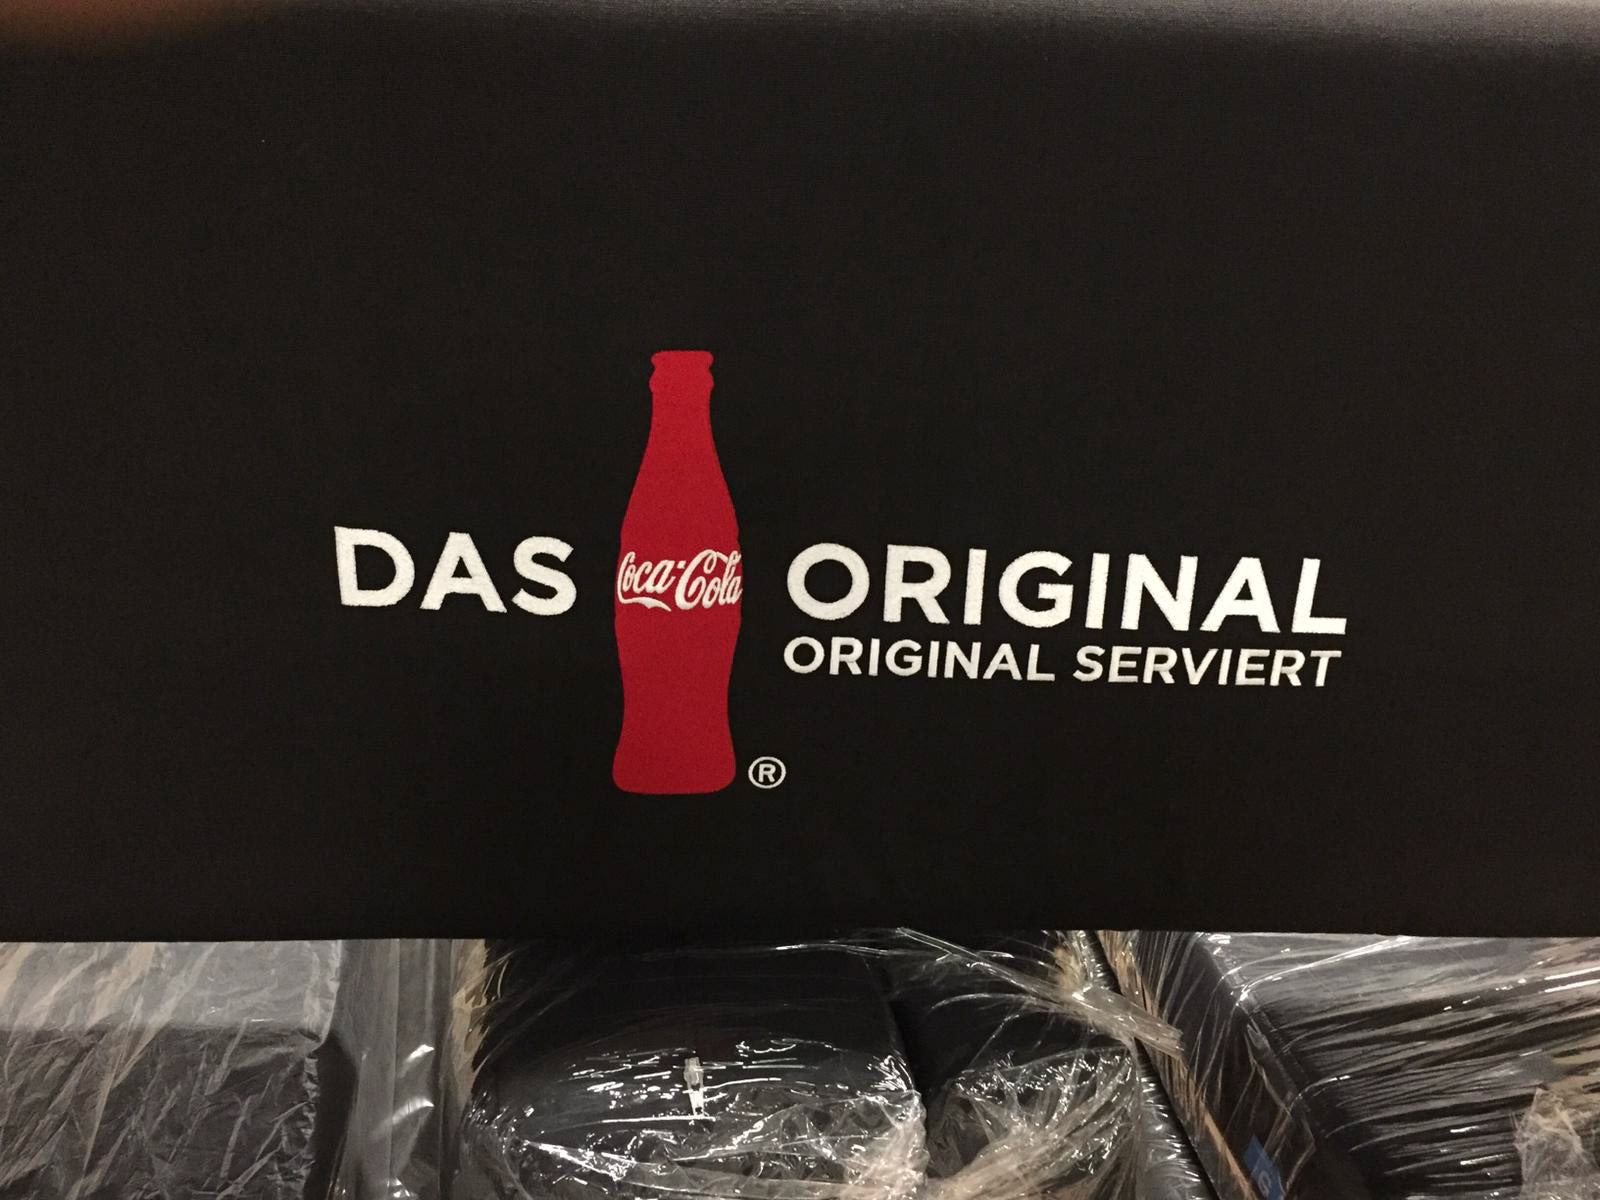 DAS Coca-Cola ORIGINAL
ORIGINAL SERVIERT
®